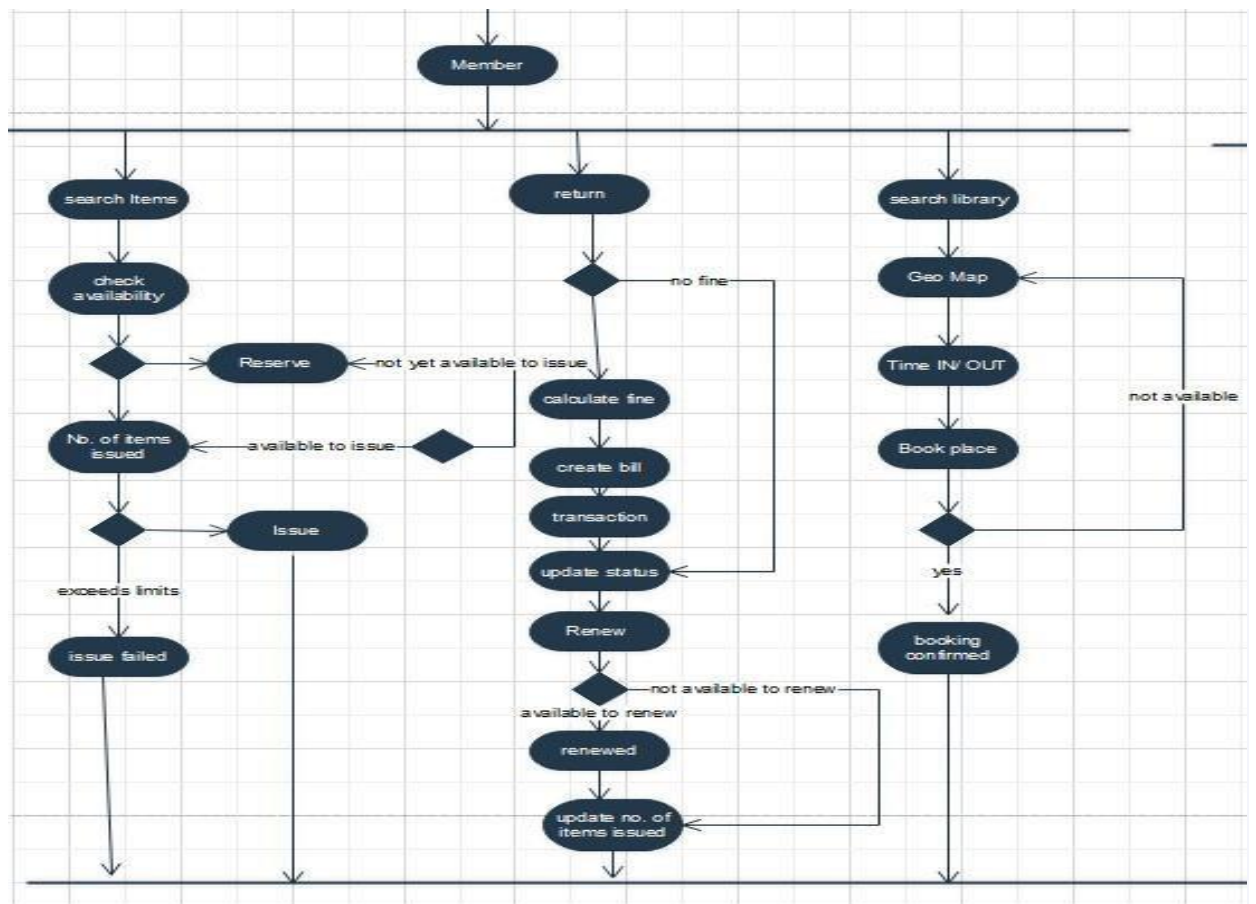 Member
search Items
return
search library
check
availability
no fine
Geo Map
Reserve
not yet available to issue
Time IN/ OUT
calculate fine
not available
No. of items
issued
available to issue
Book place
create bill
transaction
Issue
update status
yes
exceeds limits
Renew
booking
confirmed
issue failed
not available to renew
available to renew
renewed
update no. of
items issued